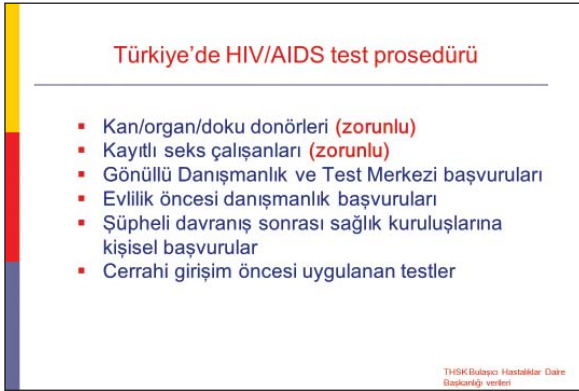 Türkiye'de HIV/AIDS test prosedürü
Kan/organ/doku donörleri (zorunlu)
Kayıtlı seks çalışanları (zorunlu)
Gönüllü Danışmanlık ve Test Merkezi başvuruları
Evlilik öncesi danışmanlık başvuruları
Şüpheli davranış sonrası sağlık kuruluşlarına
kişisel başvurular
Cerrahi girişim öncesi uygulanan testler
THSK Bulaşıcı Hastalıklar Daire
Başkanlığı verileri